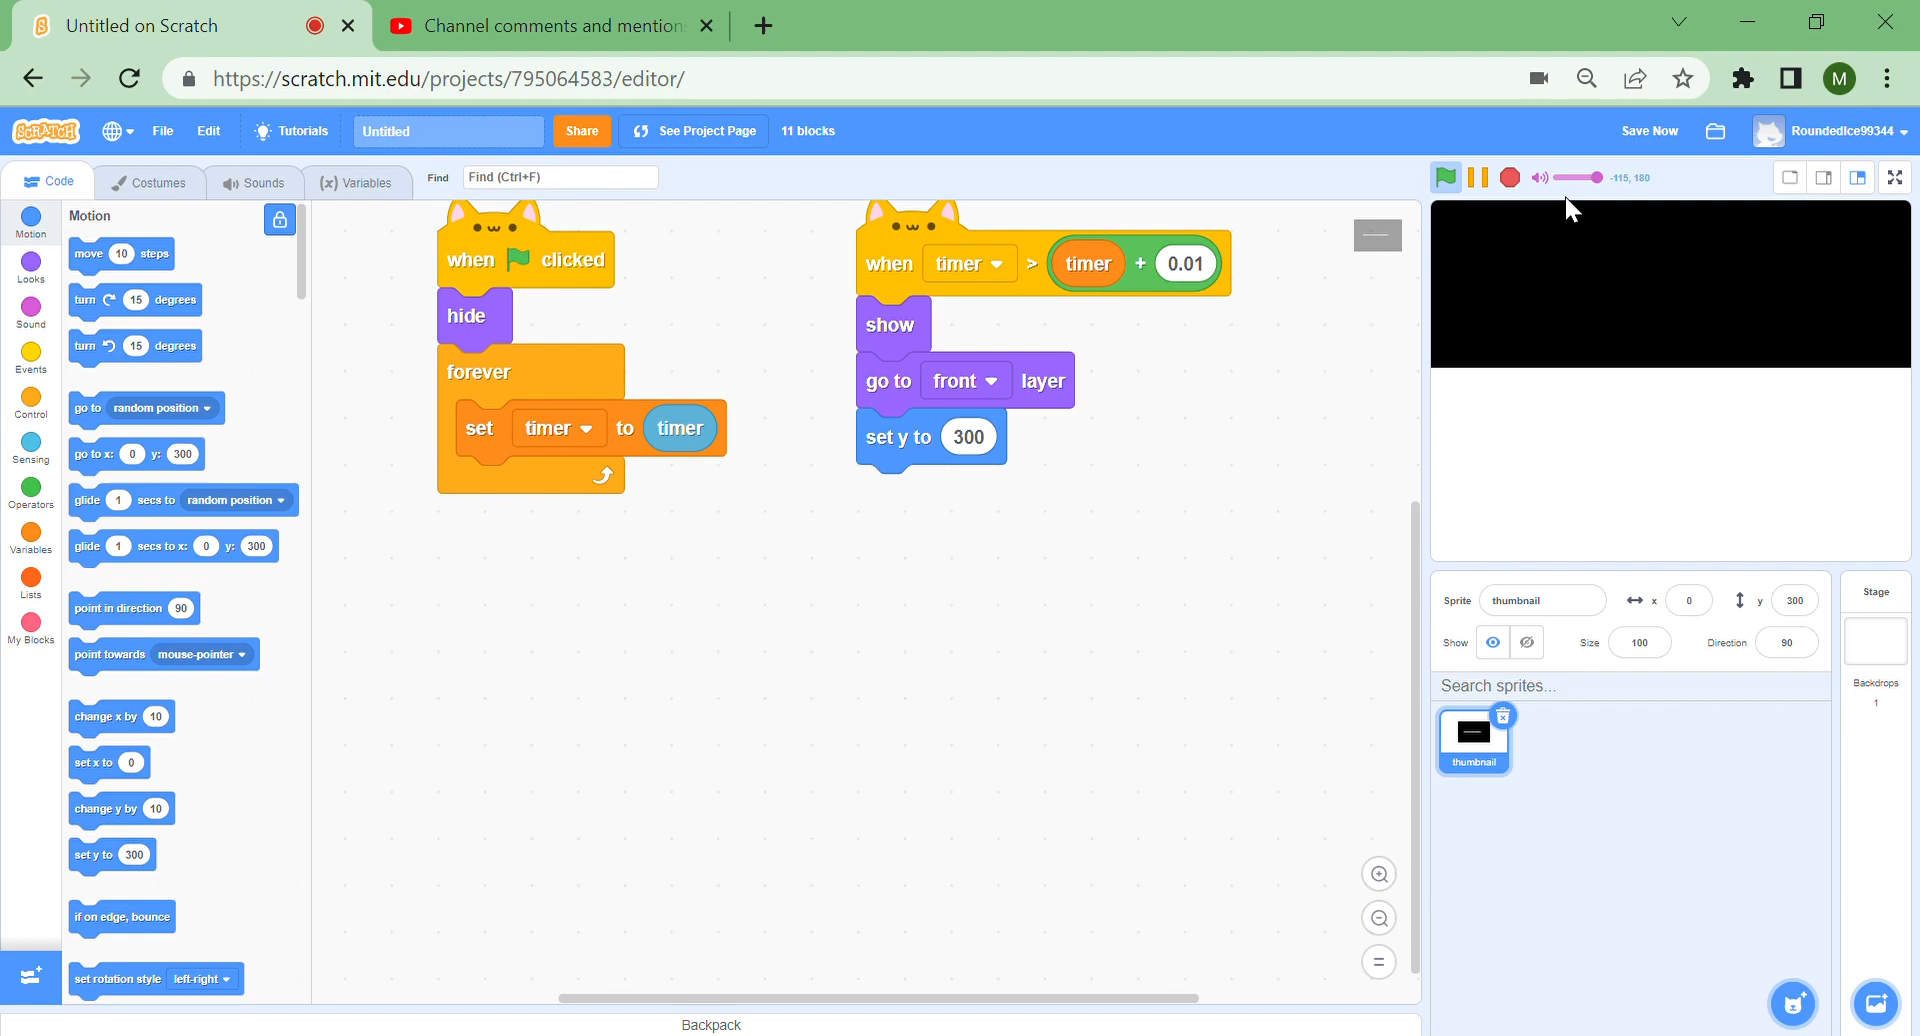 Untitled on Scratch
Channel comments and mention
https://scratch.mit.edu/projects/795064583/editor/
M
SCRATCH
File
Edit
Tutorials
Untitled
Share
See Project Page
11 blocks
Save Now
RoundedIce99344
Code
Costumes
Sounds
(x) Variables
Find
Find (Ctrl+F)
-115, 180
Motion
Looks
Sound
Events
Control
Sensing
Operators
Variables
Lists
My Blocks
Motion
move 10 steps
turn 15 degrees
turn 15 degrees
go to random position
go to x: 0 y: 300
glide 1 secs to random position
glide 1 secs to x: 0 y: 300
point in direction 90
point towards mouse-pointer
change x by 10
set x to 0
change y by 10
set y to 300
if on edge, bounce
set rotation style left-right
when clicked
hide
forever
set timer to timer
when timer > timer + 0.01
show
go to front layer
set y to 300
Sprite thumbnail x 0 y 300
Show Size 100 Direction 90
Search sprites...
thumbnail
Stage
Backdrops
1
Backpack